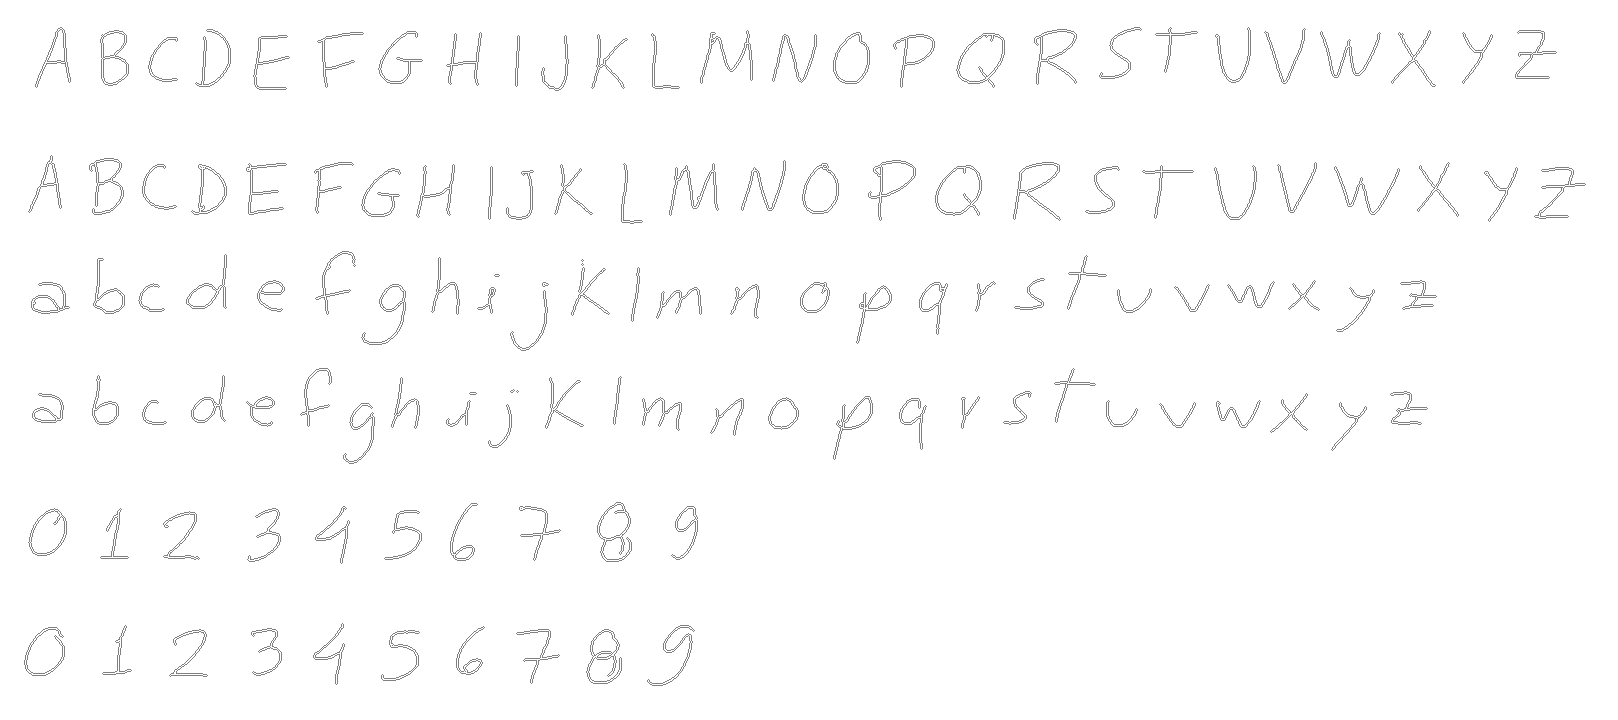 A B C D E F G H I J K L M N O P Q R S T U V W X Y Z
A B C D E F G H I J K L M N O P Q R S T U V W X Y Z
a b c d e f g h i j k l m n o p q r s t u v w x y z
a b c d e f g h i j k l m n o p q r s t u v w x y z
0 1 2 3 4 5 6 7 8 9
0 1 2 3 4 5 6 7 8 9